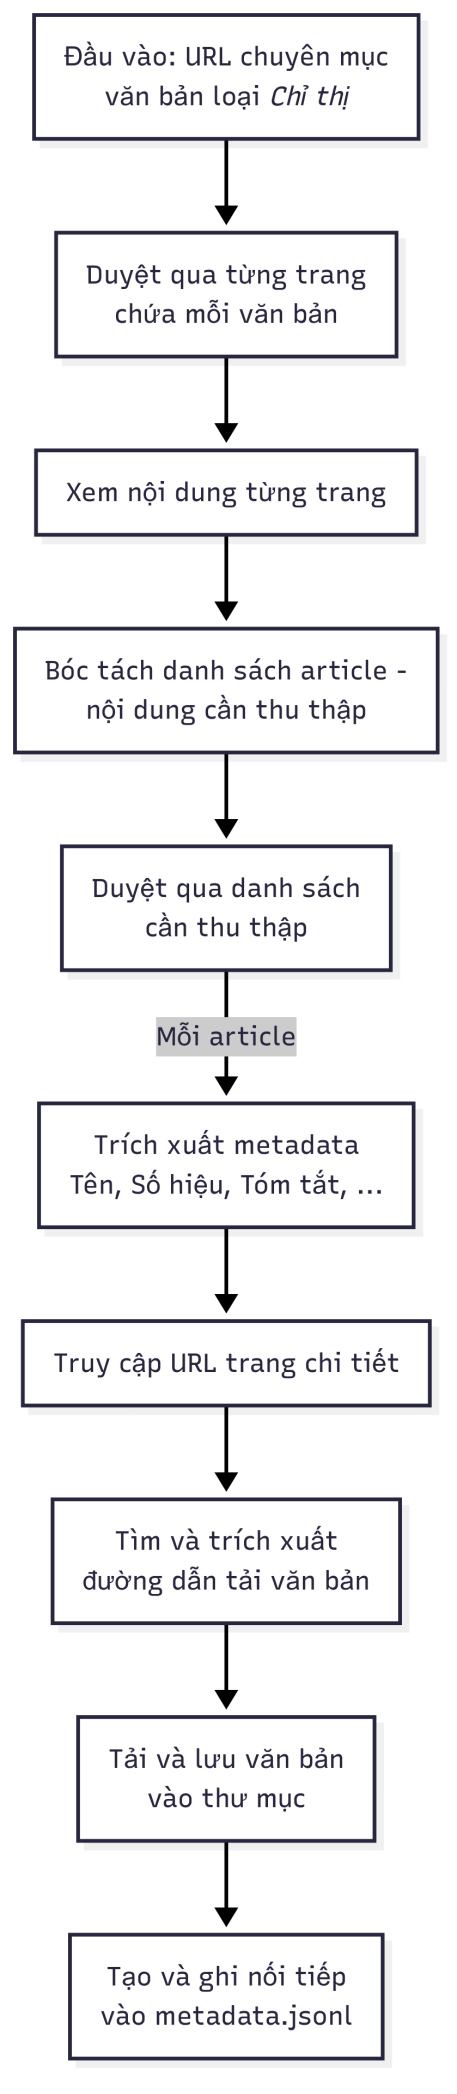 Đầu vào: URL chuyên mục
văn bản loại Chỉ thị
Duyệt qua từng trang
chứa mỗi văn bản
Xem nội dung từng trang
Bóc tách danh sách article -
nội dung cần thu thập
Duyệt qua danh sách
cần thu thập
Mỗi article
Trích xuất metadata
Tên, Số hiệu, Tóm tắt, ...
Truy cập URL trang chi tiết
Tìm và trích xuất
đường dẫn tải văn bản
Tải và lưu văn bản
vào thư mục
Tạo và ghi nối tiếp
vào metadata.jsonl